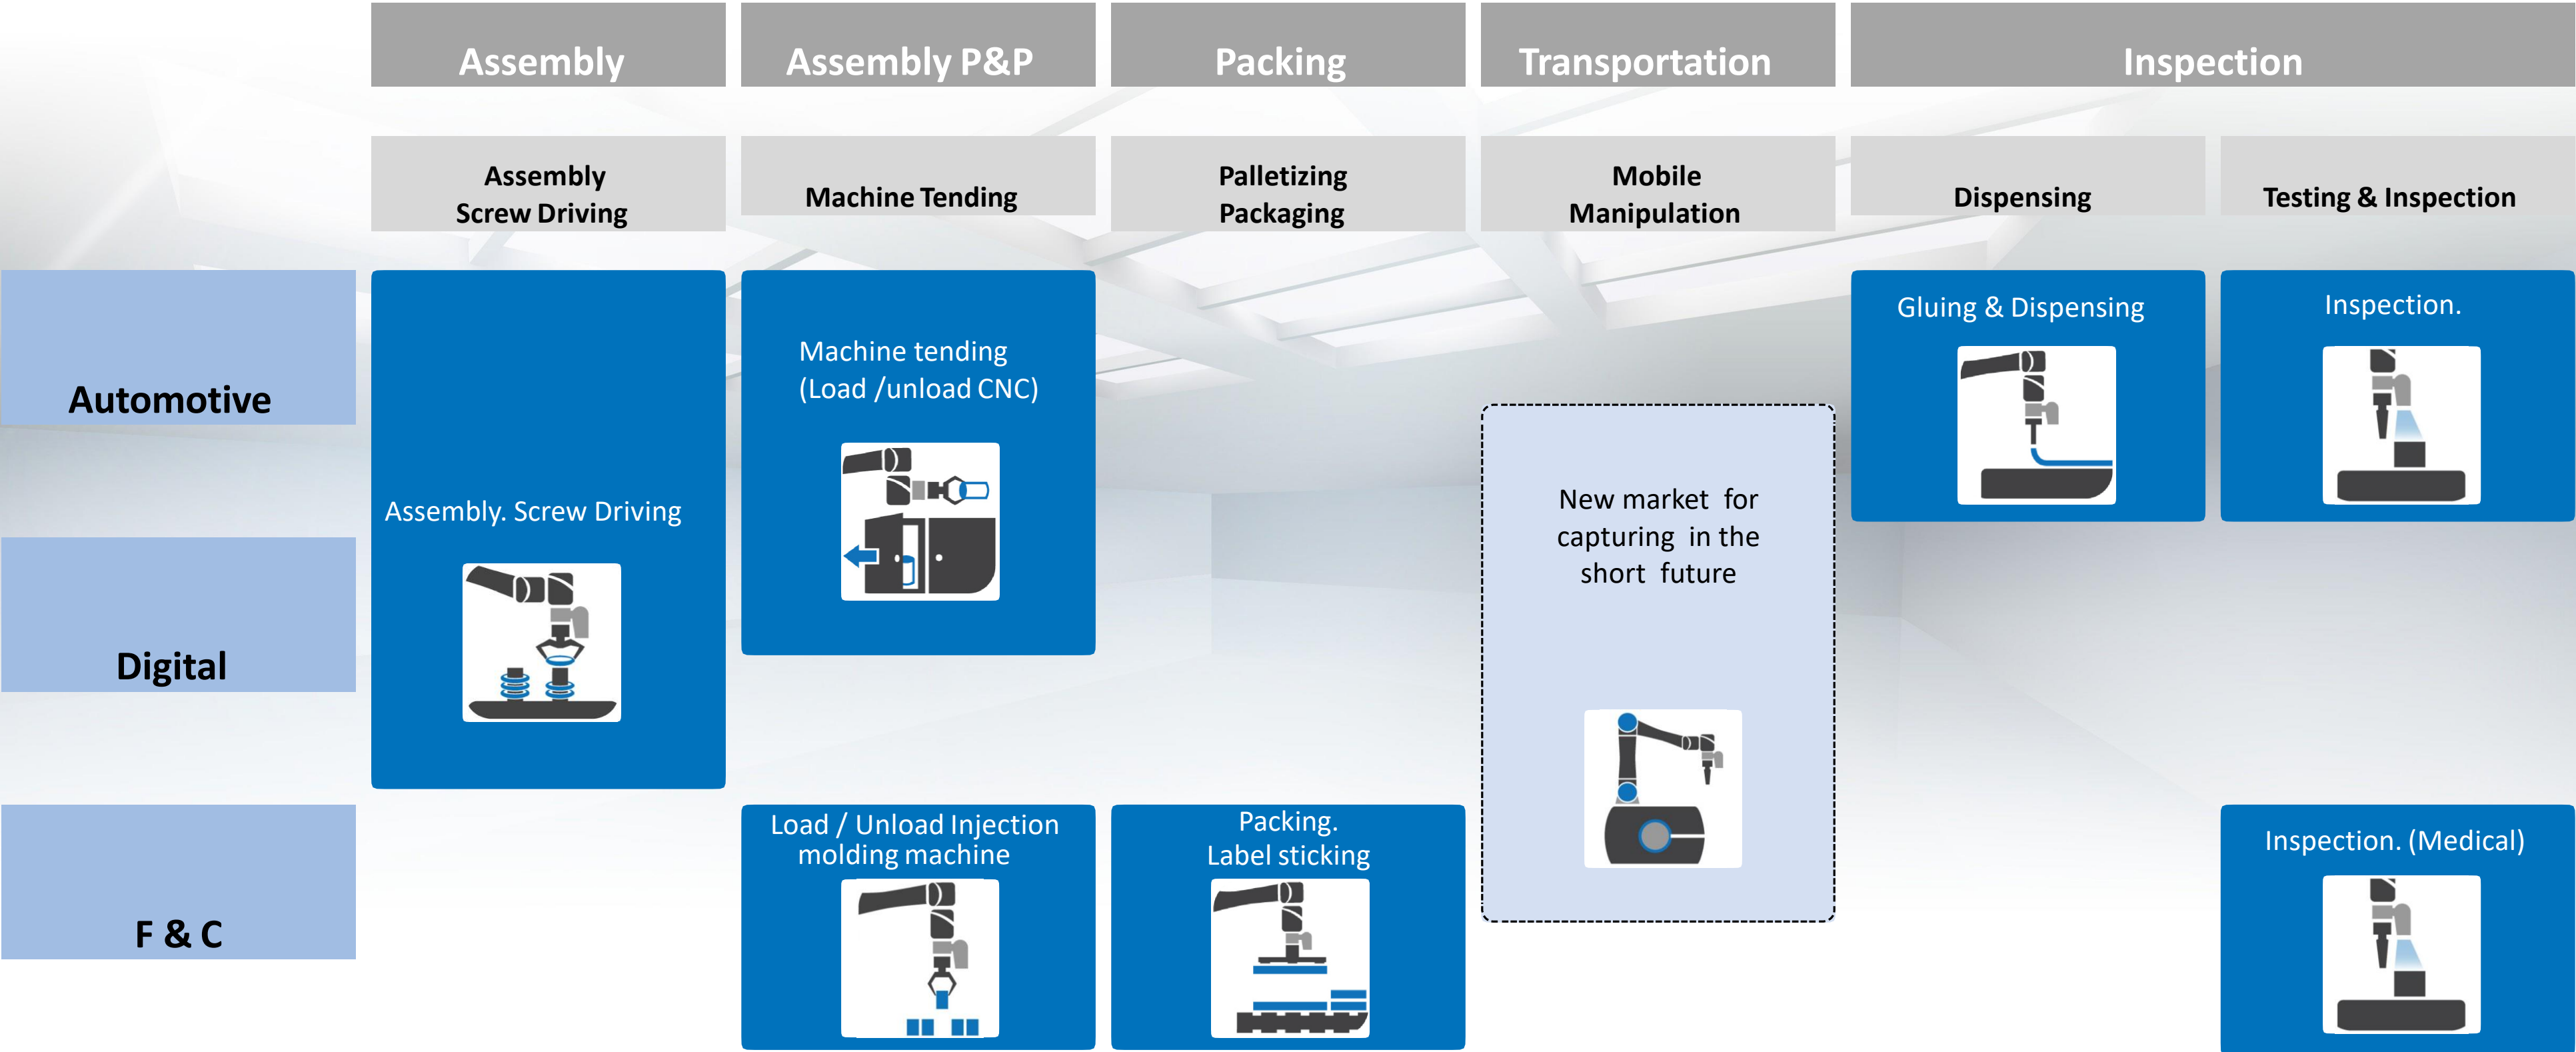 Assembly
Assembly P&P
Packing
Transportation
Inspection
Assembly
Screw Driving
Machine Tending
Palletizing
Packaging
Mobile
Manipulation
Dispensing
Testing & Inspection
Automotive
Digital
F & C
Assembly. Screw Driving
Machine tending
(Load /unload CNC)
New market for
capturing in the
short future
Gluing & Dispensing
Inspection.
Load / Unload Injection
molding machine
Packing.
Label sticking
Inspection. (Medical)